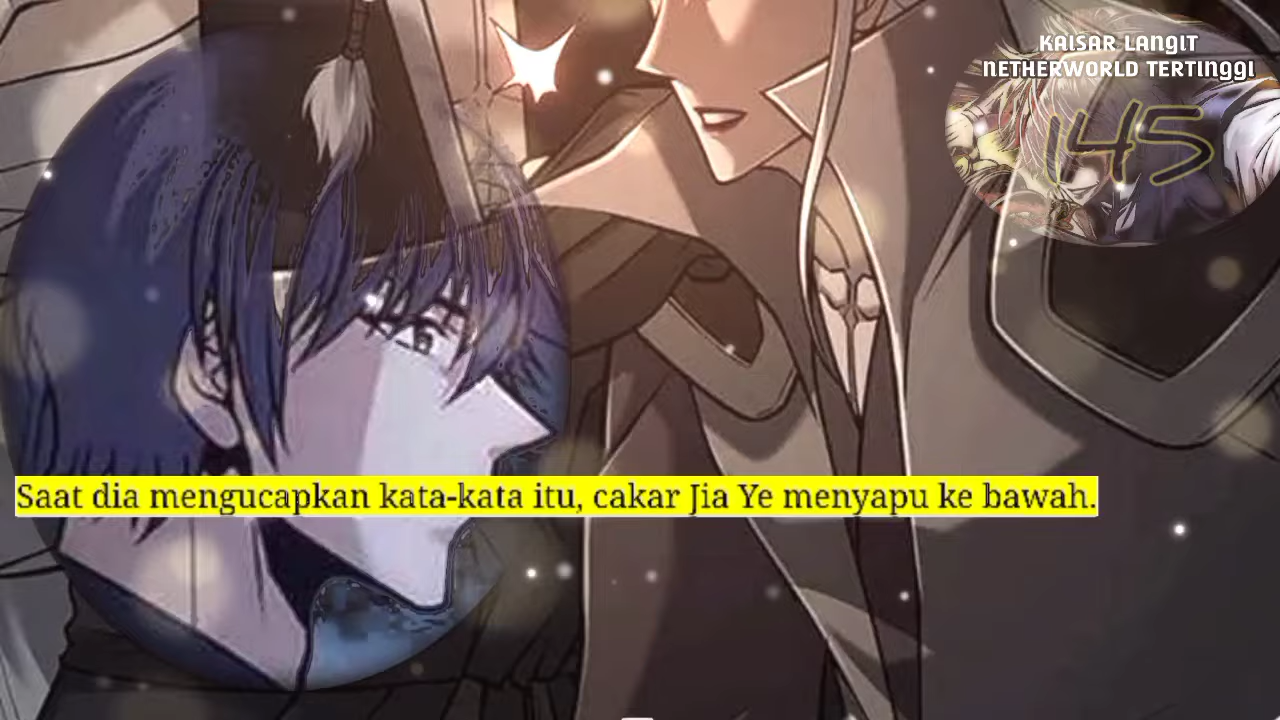 KAISAR LANGIT
NETHERWORLD TERTINGGI
145
Saat dia mengucapkan kata-kata itu, cakar Jia Ye menyapu ke bawah.